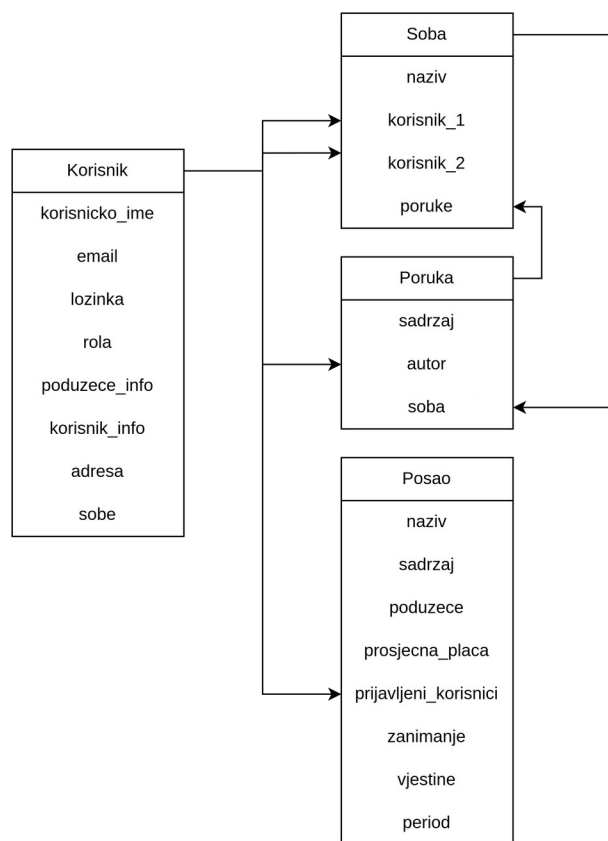 Korisnik
korisnicko_ime
email
lozinka
rola
poduzece_info
korisnik_info
adresa
sobe
Soba
naziv
korisnik_1
korisnik_2
poruke
Poruka
sadrzaj
autor
soba
Posao
naziv
sadrzaj
poduzece
prosjecna_placa
prijavljeni_korisnici
zanimanje
vjestine
period